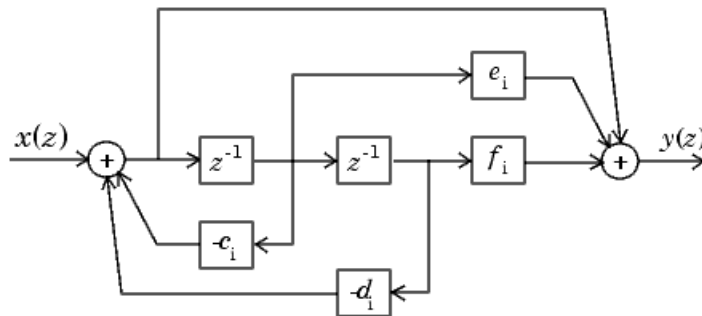 e_i
x(z)
y(z)
+
z^{-1}
z^{-1}
f_i
+
-c_i
-d_i